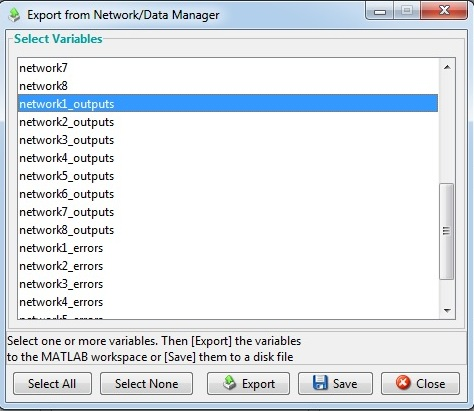 Export from Network/Data Manager
Select Variables
network7
network8
network1_outputs
network2_outputs
network3_outputs
network4_outputs
network5_outputs
network6_outputs
network7_outputs
network8_outputs
network1_errors
network2_errors
network3_errors
network4_errors
network5_errors
Select one or more variables. Then [Export] the variables
to the MATLAB workspace or [Save] them to a disk file
Select All
Select None
Export
Save
Close